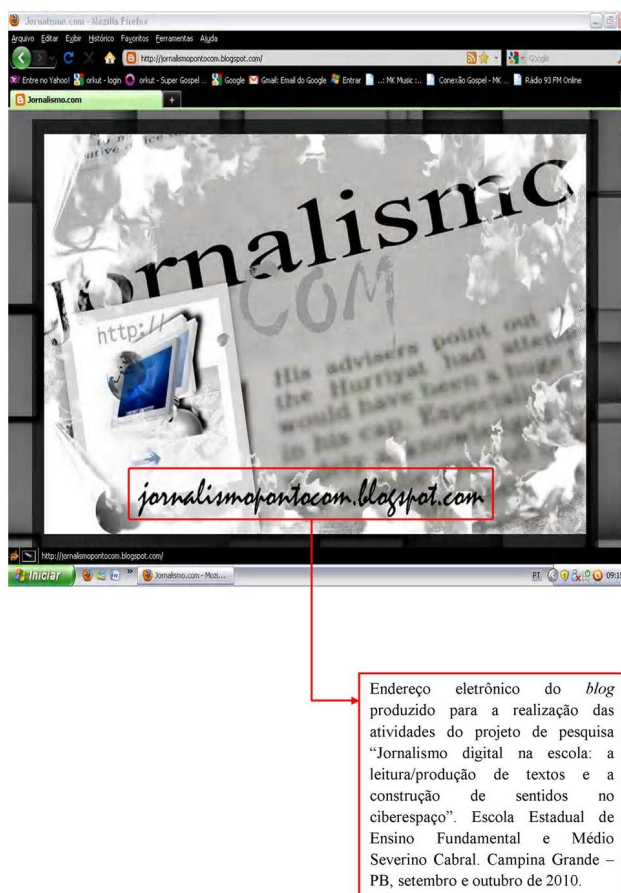 Jornalismo.com - Mozilla Firefox
Arquivo Editar Exibir Histórico Favoritos Ferramentas Ajuda
http://jornalismopontocom.blogspot.com/
Google
Entre no Yahoo! orkut - login orkut - Super Gospel ... Google Gmail: Email do Google Entrar ..: MK Music :.. Conexão Gospel - MK ... Rádio 93 FM Online
Jornalismo.com
Jornalismo
COM
http://
His advisers point out
the Hurriyat had
would have been a huge
in his cap.
jornalismopontocom.blogspot.com
http://jornalismopontocom.blogspot.com/
Iniciar
Jornalismo.com - Mozi...
PT
Endereço eletrônico do blog
produzido para a realização das
atividades do projeto de pesquisa
“Jornalismo digital na escola: a
leitura/produção de textos e a
construção de sentidos no
ciberespaço”. Escola Estadual de
Ensino Fundamental e Médio
Severino Cabral. Campina Grande –
PB, setembro e outubro de 2010.